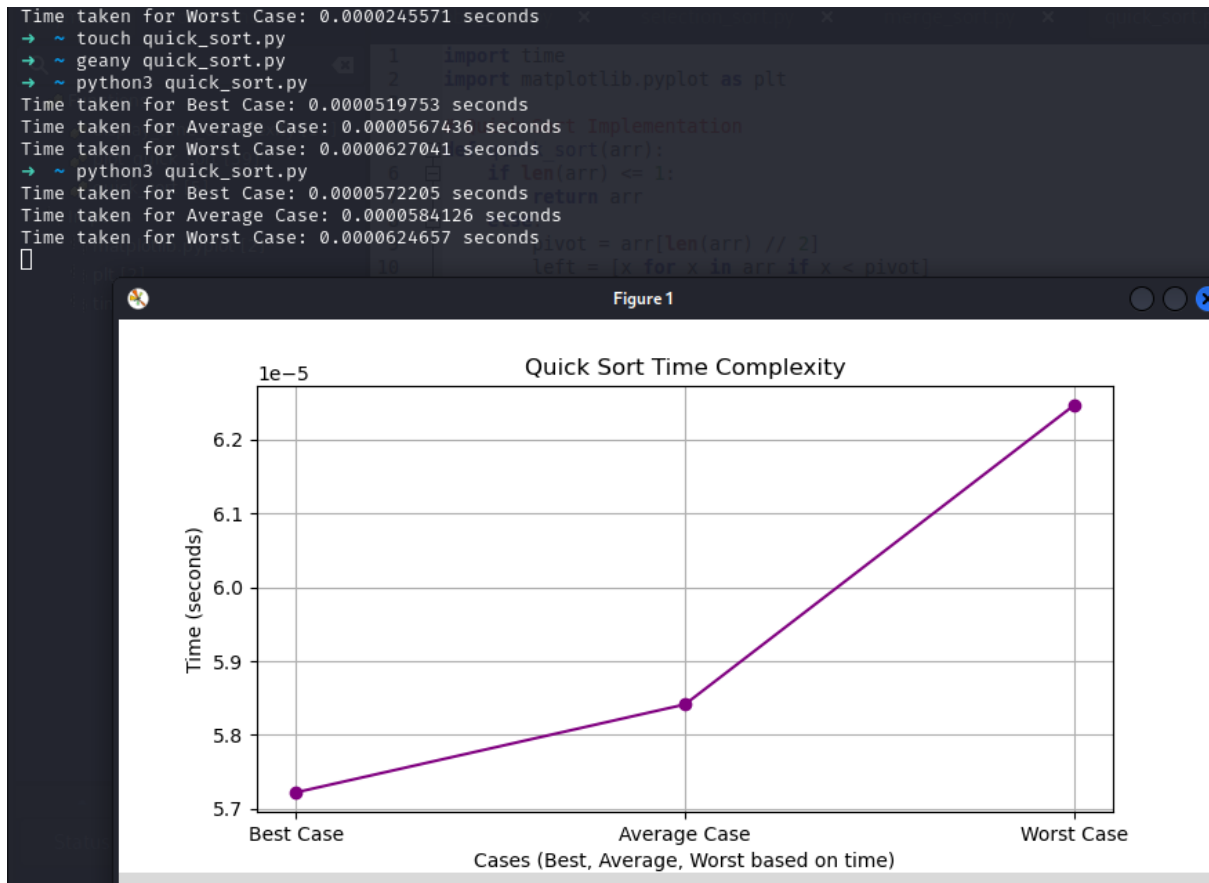 Time taken for Worst Case: 0.0000245571 seconds
→ ~ touch quick_sort.py
→ ~ geany quick_sort.py
→ ~ python3 quick_sort.py
Time taken for Best Case: 0.0000519753 seconds
Time taken for Average Case: 0.0000567436 seconds
Time taken for Worst Case: 0.0000627041 seconds
→ ~ python3 quick_sort.py
Time taken for Best Case: 0.0000572205 seconds
Time taken for Average Case: 0.0000584126 seconds
Time taken for Worst Case: 0.0000624657 seconds
1 import time
2 import matplotlib.pyplot as plt
Implementation
if len(arr) <= 1:
return arr
pivot = arr[len(arr) // 2]
10 left = [x for x in arr if x < pivot]
Figure 1
Quick Sort Time Complexity
1e−5
6.2
6.1
6.0
5.9
5.8
5.7
Time (seconds)
Best Case Average Case Worst Case
Cases (Best, Average, Worst based on time)